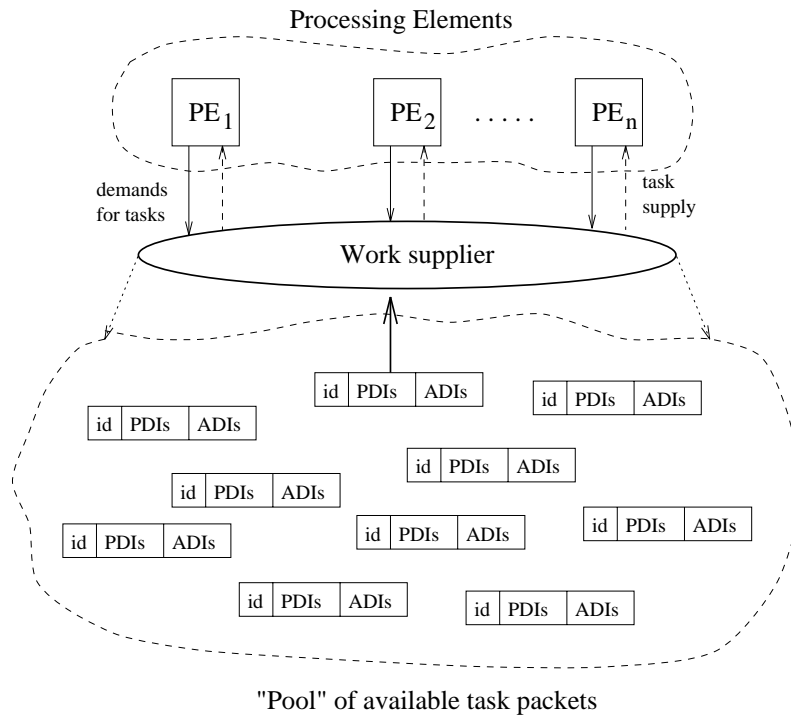 Processing Elements
PE1 PE2 ..... PEn
demands for tasks
task supply
Work supplier
id PDIs ADIs
id PDIs ADIs
id PDIs ADIs
id PDIs ADIs
id PDIs ADIs
id PDIs ADIs
id PDIs ADIs
id PDIs ADIs
id PDIs ADIs
id PDIs ADIs
"Pool" of available task packets